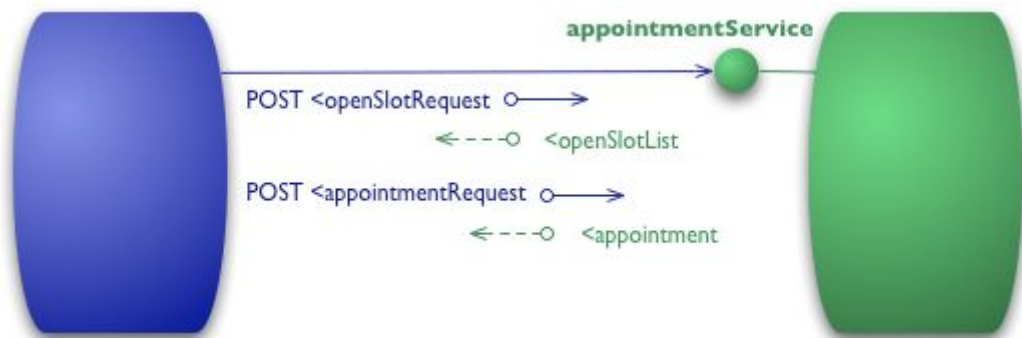 appointmentService
POST <openSlotRequest
<openSlotList
POST <appointmentRequest
<appointment